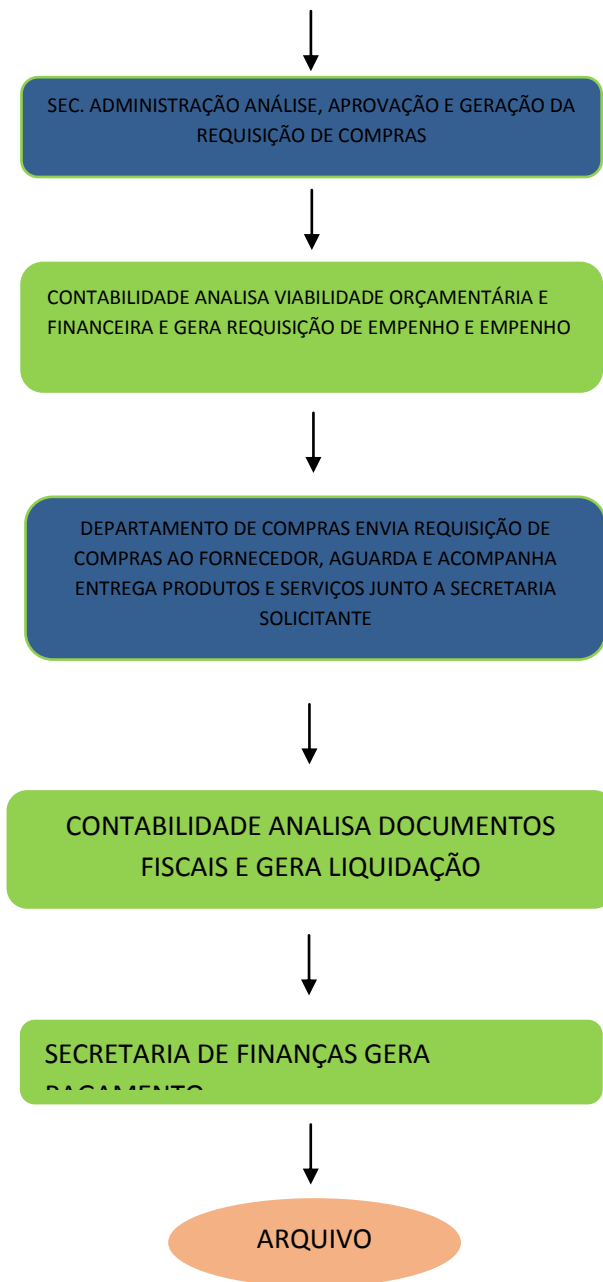 SEC. ADMINISTRAÇÃO ANÁLISE, APROVAÇÃO E GERAÇÃO DA
REQUISIÇÃO DE COMPRAS
CONTABILIDADE ANALISA VIABILIDADE ORÇAMENTÁRIA E
FINANCEIRA E GERA REQUISIÇÃO DE EMPENHO E EMPENHO
DEPARTAMENTO DE COMPRAS ENVIA REQUISIÇÃO DE
COMPRAS AO FORNECEDOR, AGUARDA E ACOMPANHA
ENTREGA PRODUTOS E SERVIÇOS JUNTO A SECRETARIA
SOLICITANTE
CONTABILIDADE ANALISA DOCUMENTOS
FISCAIS E GERA LIQUIDAÇÃO
SECRETARIA DE FINANÇAS GERA
PAGAMENTO
ARQUIVO